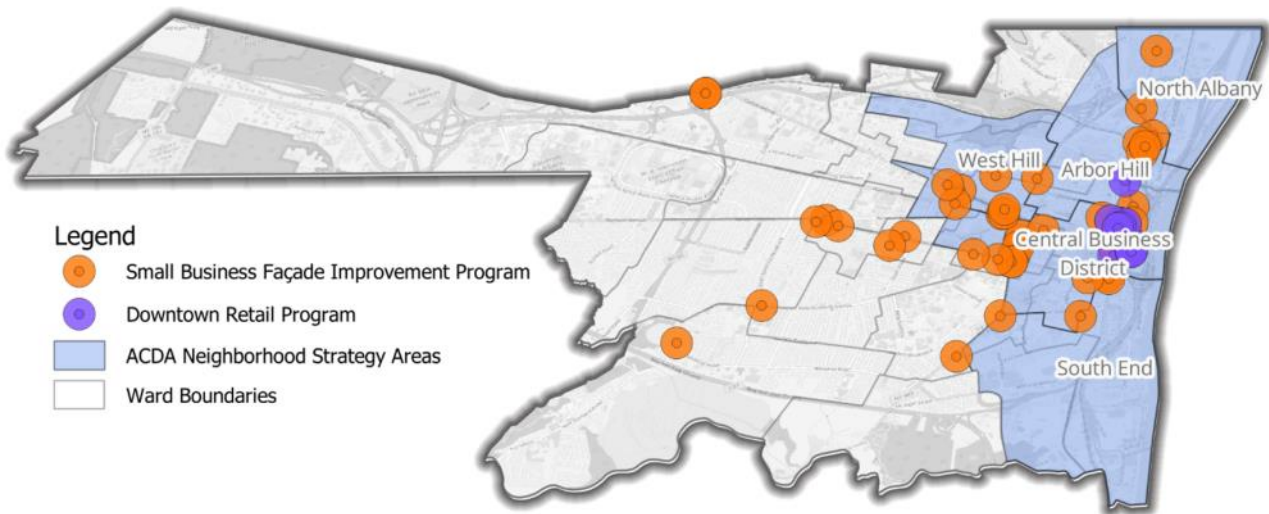 North Albany
West Hill
Arbor Hill
Central Business
District
South End
Legend
Small Business Façade Improvement Program
Downtown Retail Program
ACDA Neighborhood Strategy Areas
Ward Boundaries